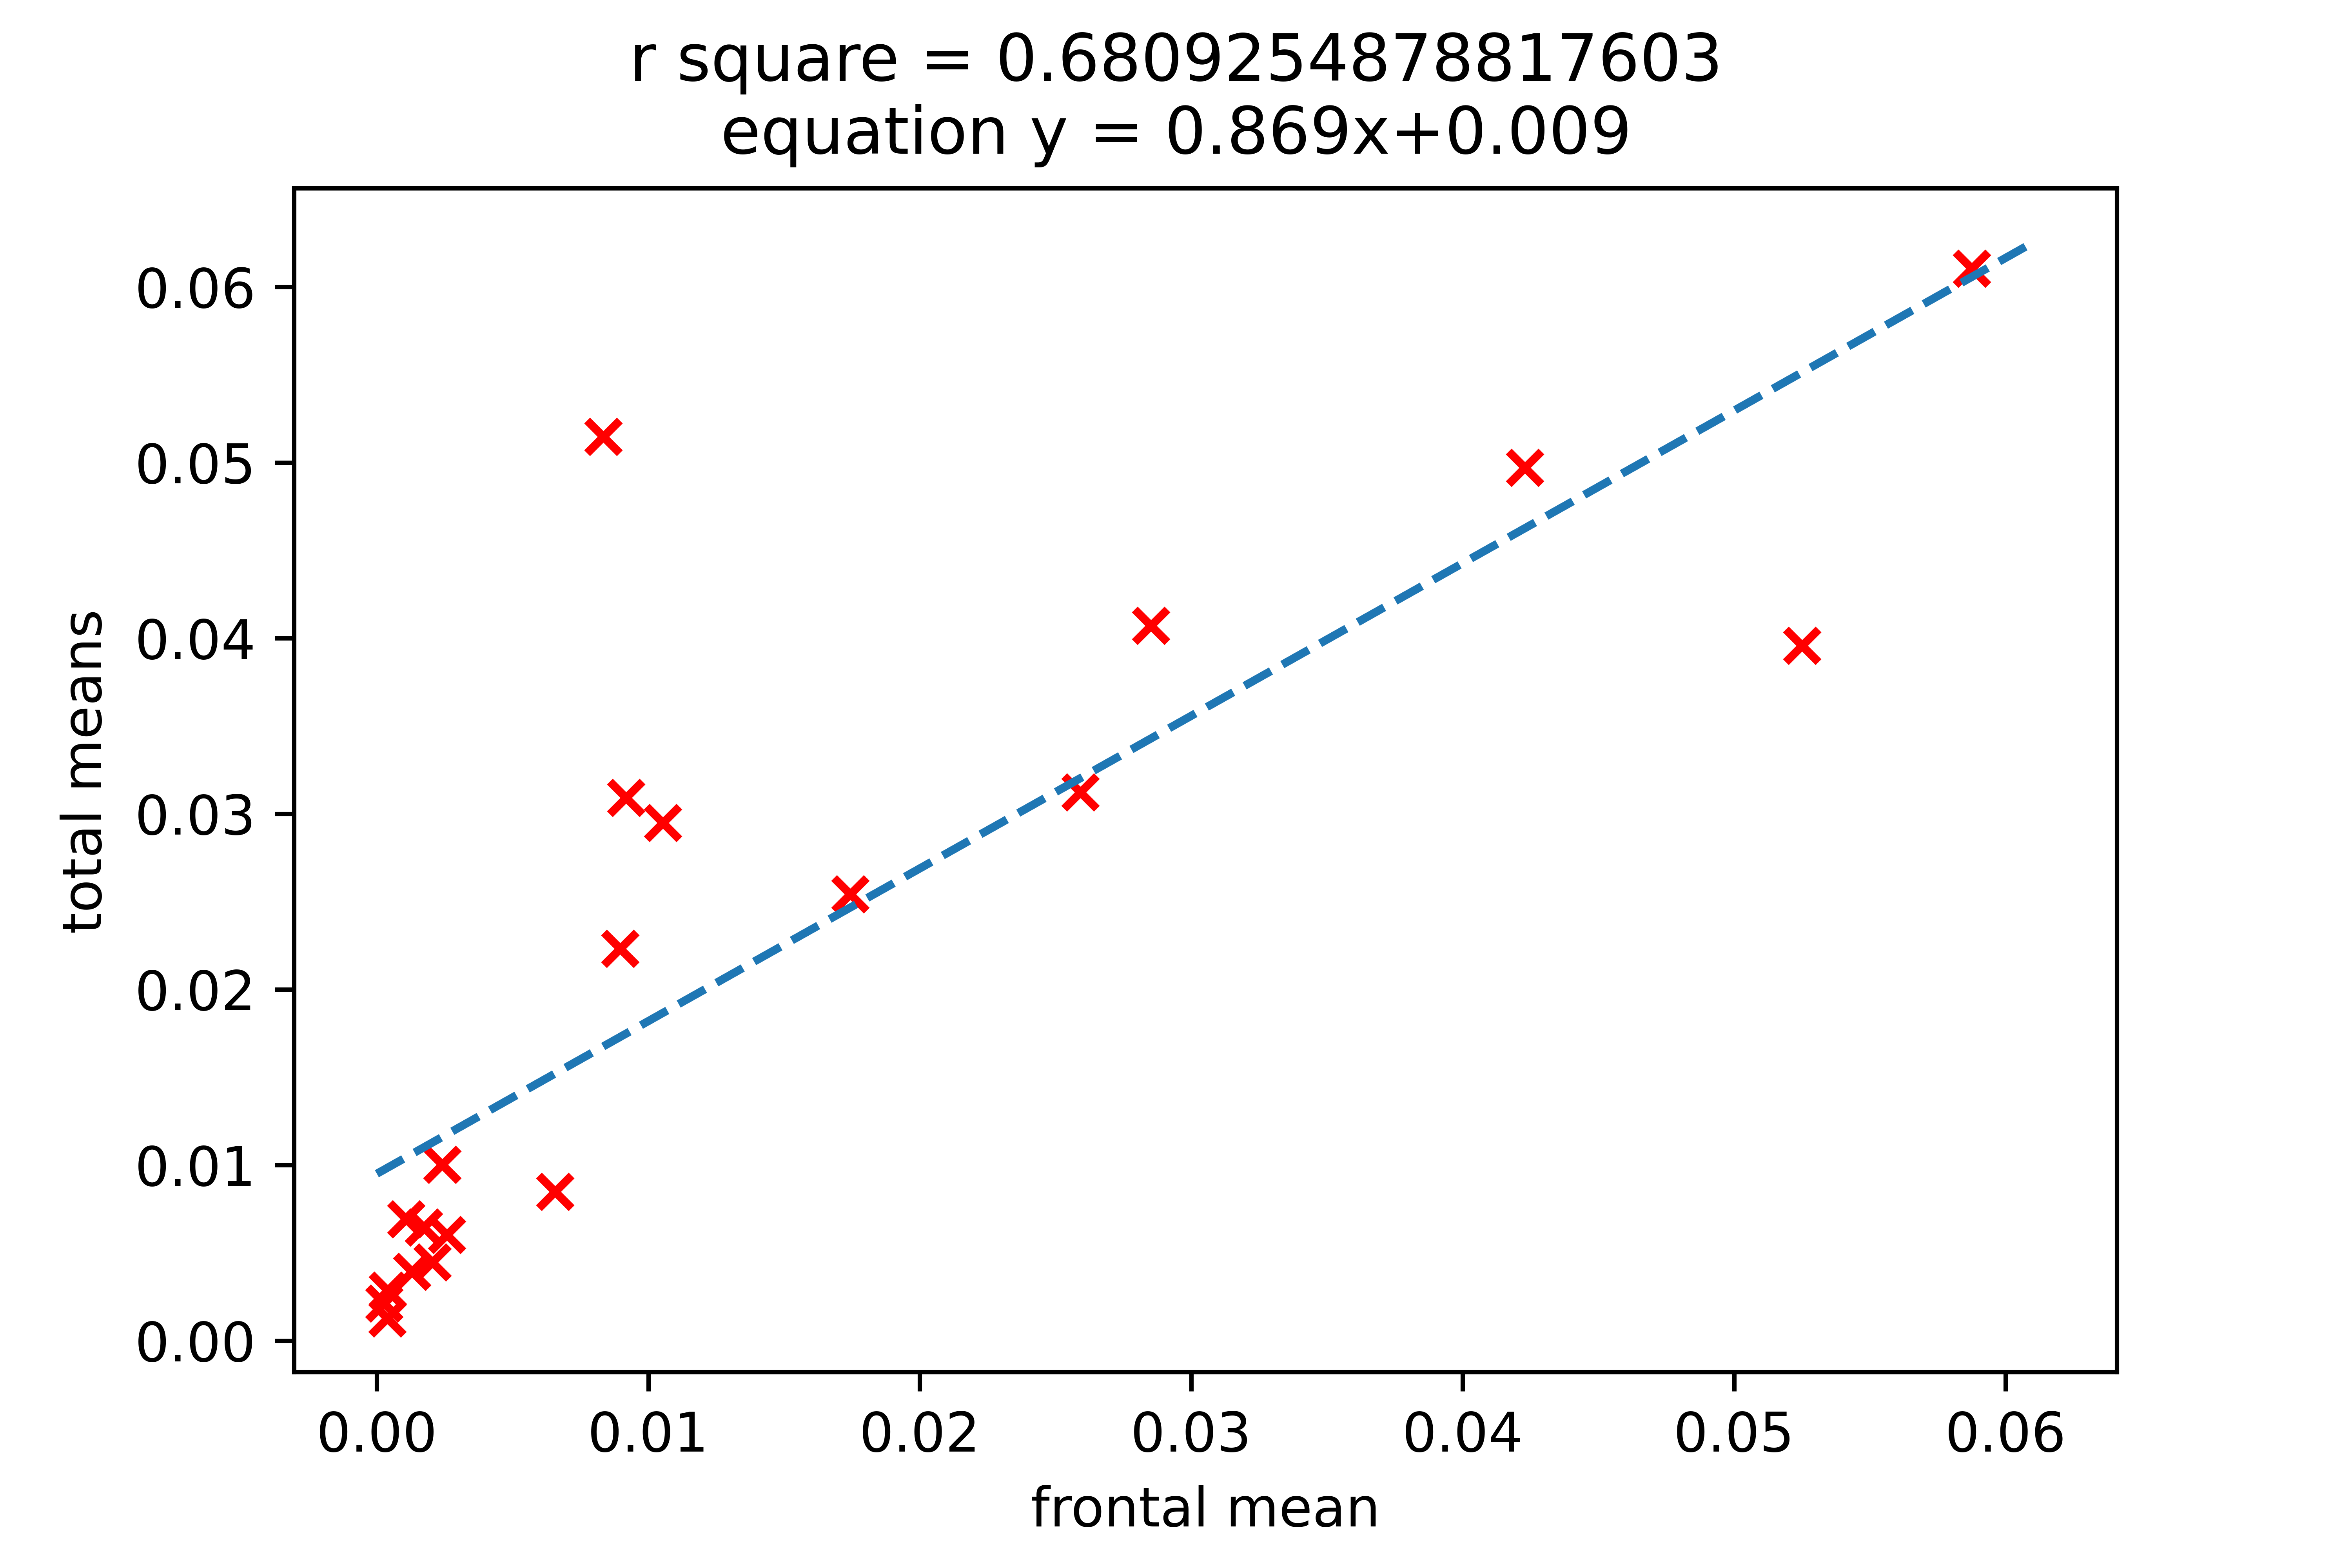 r square = 0.6809254878817603
equation y = 0.869x+0.009
0.06
0.05
0.04
0.03
0.02
0.01
0.00
total means
0.00 0.01 0.02 0.03 0.04 0.05 0.06
frontal mean